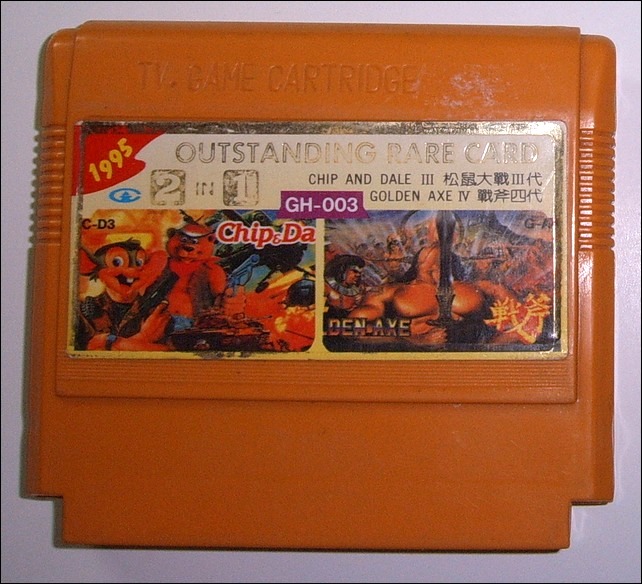 TV. GAME CARTRIDGE
1995
OUTSTANDING RARE CARD
2 IN 1
CHIP AND DALE III 松鼠大戰III代
GOLDEN AXE IV 戰斧四代
GH-003
C-D3
Chip&Da
G-A
DEN-AXE
戦斧